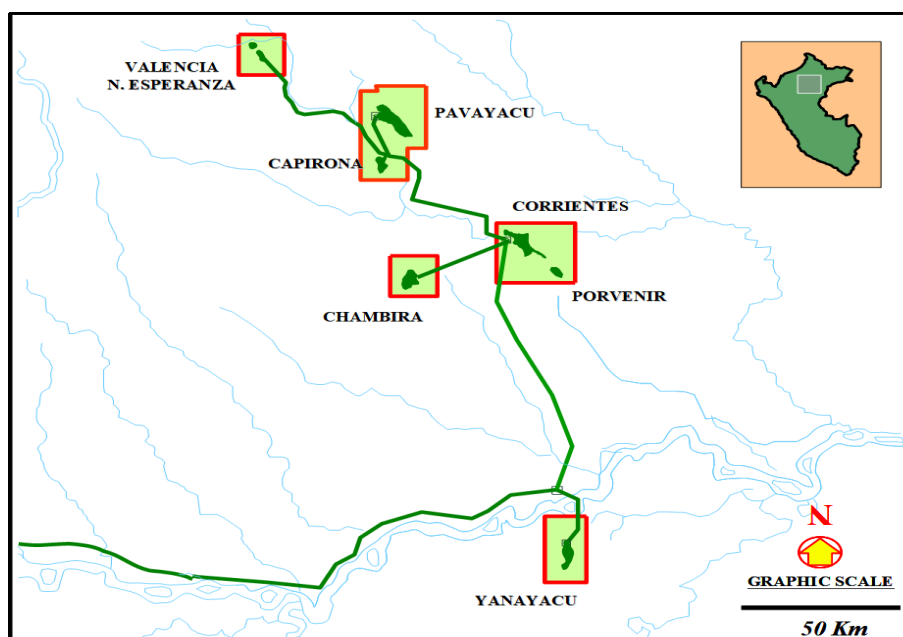 VALENCIA
N. ESPERANZA
PAVAYACU
CAPIRONA
CORRIENTES
CHAMBIRA
PORVENIR
YANAYACU
N
GRAPHIC SCALE
50 Km